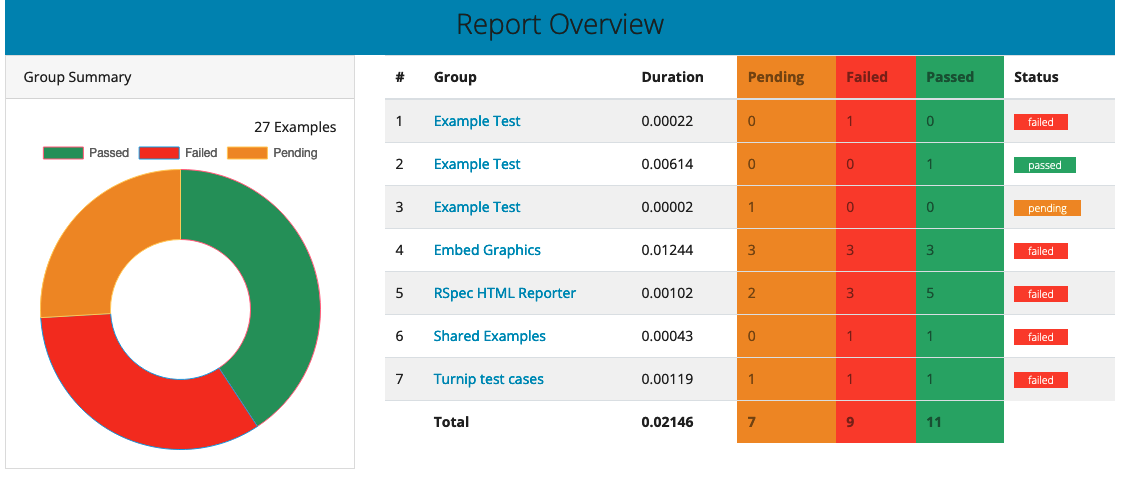 Report Overview
Group Summary
27 Examples
Passed Failed Pending
# Group Duration Pending Failed Passed Status
1 Example Test 0.00022 0 1 0 failed
2 Example Test 0.00614 0 0 1 passed
3 Example Test 0.00002 1 0 0 pending
4 Embed Graphics 0.01244 3 3 3 failed
5 RSpec HTML Reporter 0.00102 2 3 5 failed
6 Shared Examples 0.00043 0 1 1 failed
7 Turnip test cases 0.00119 1 1 1 failed
Total 0.02146 7 9 11